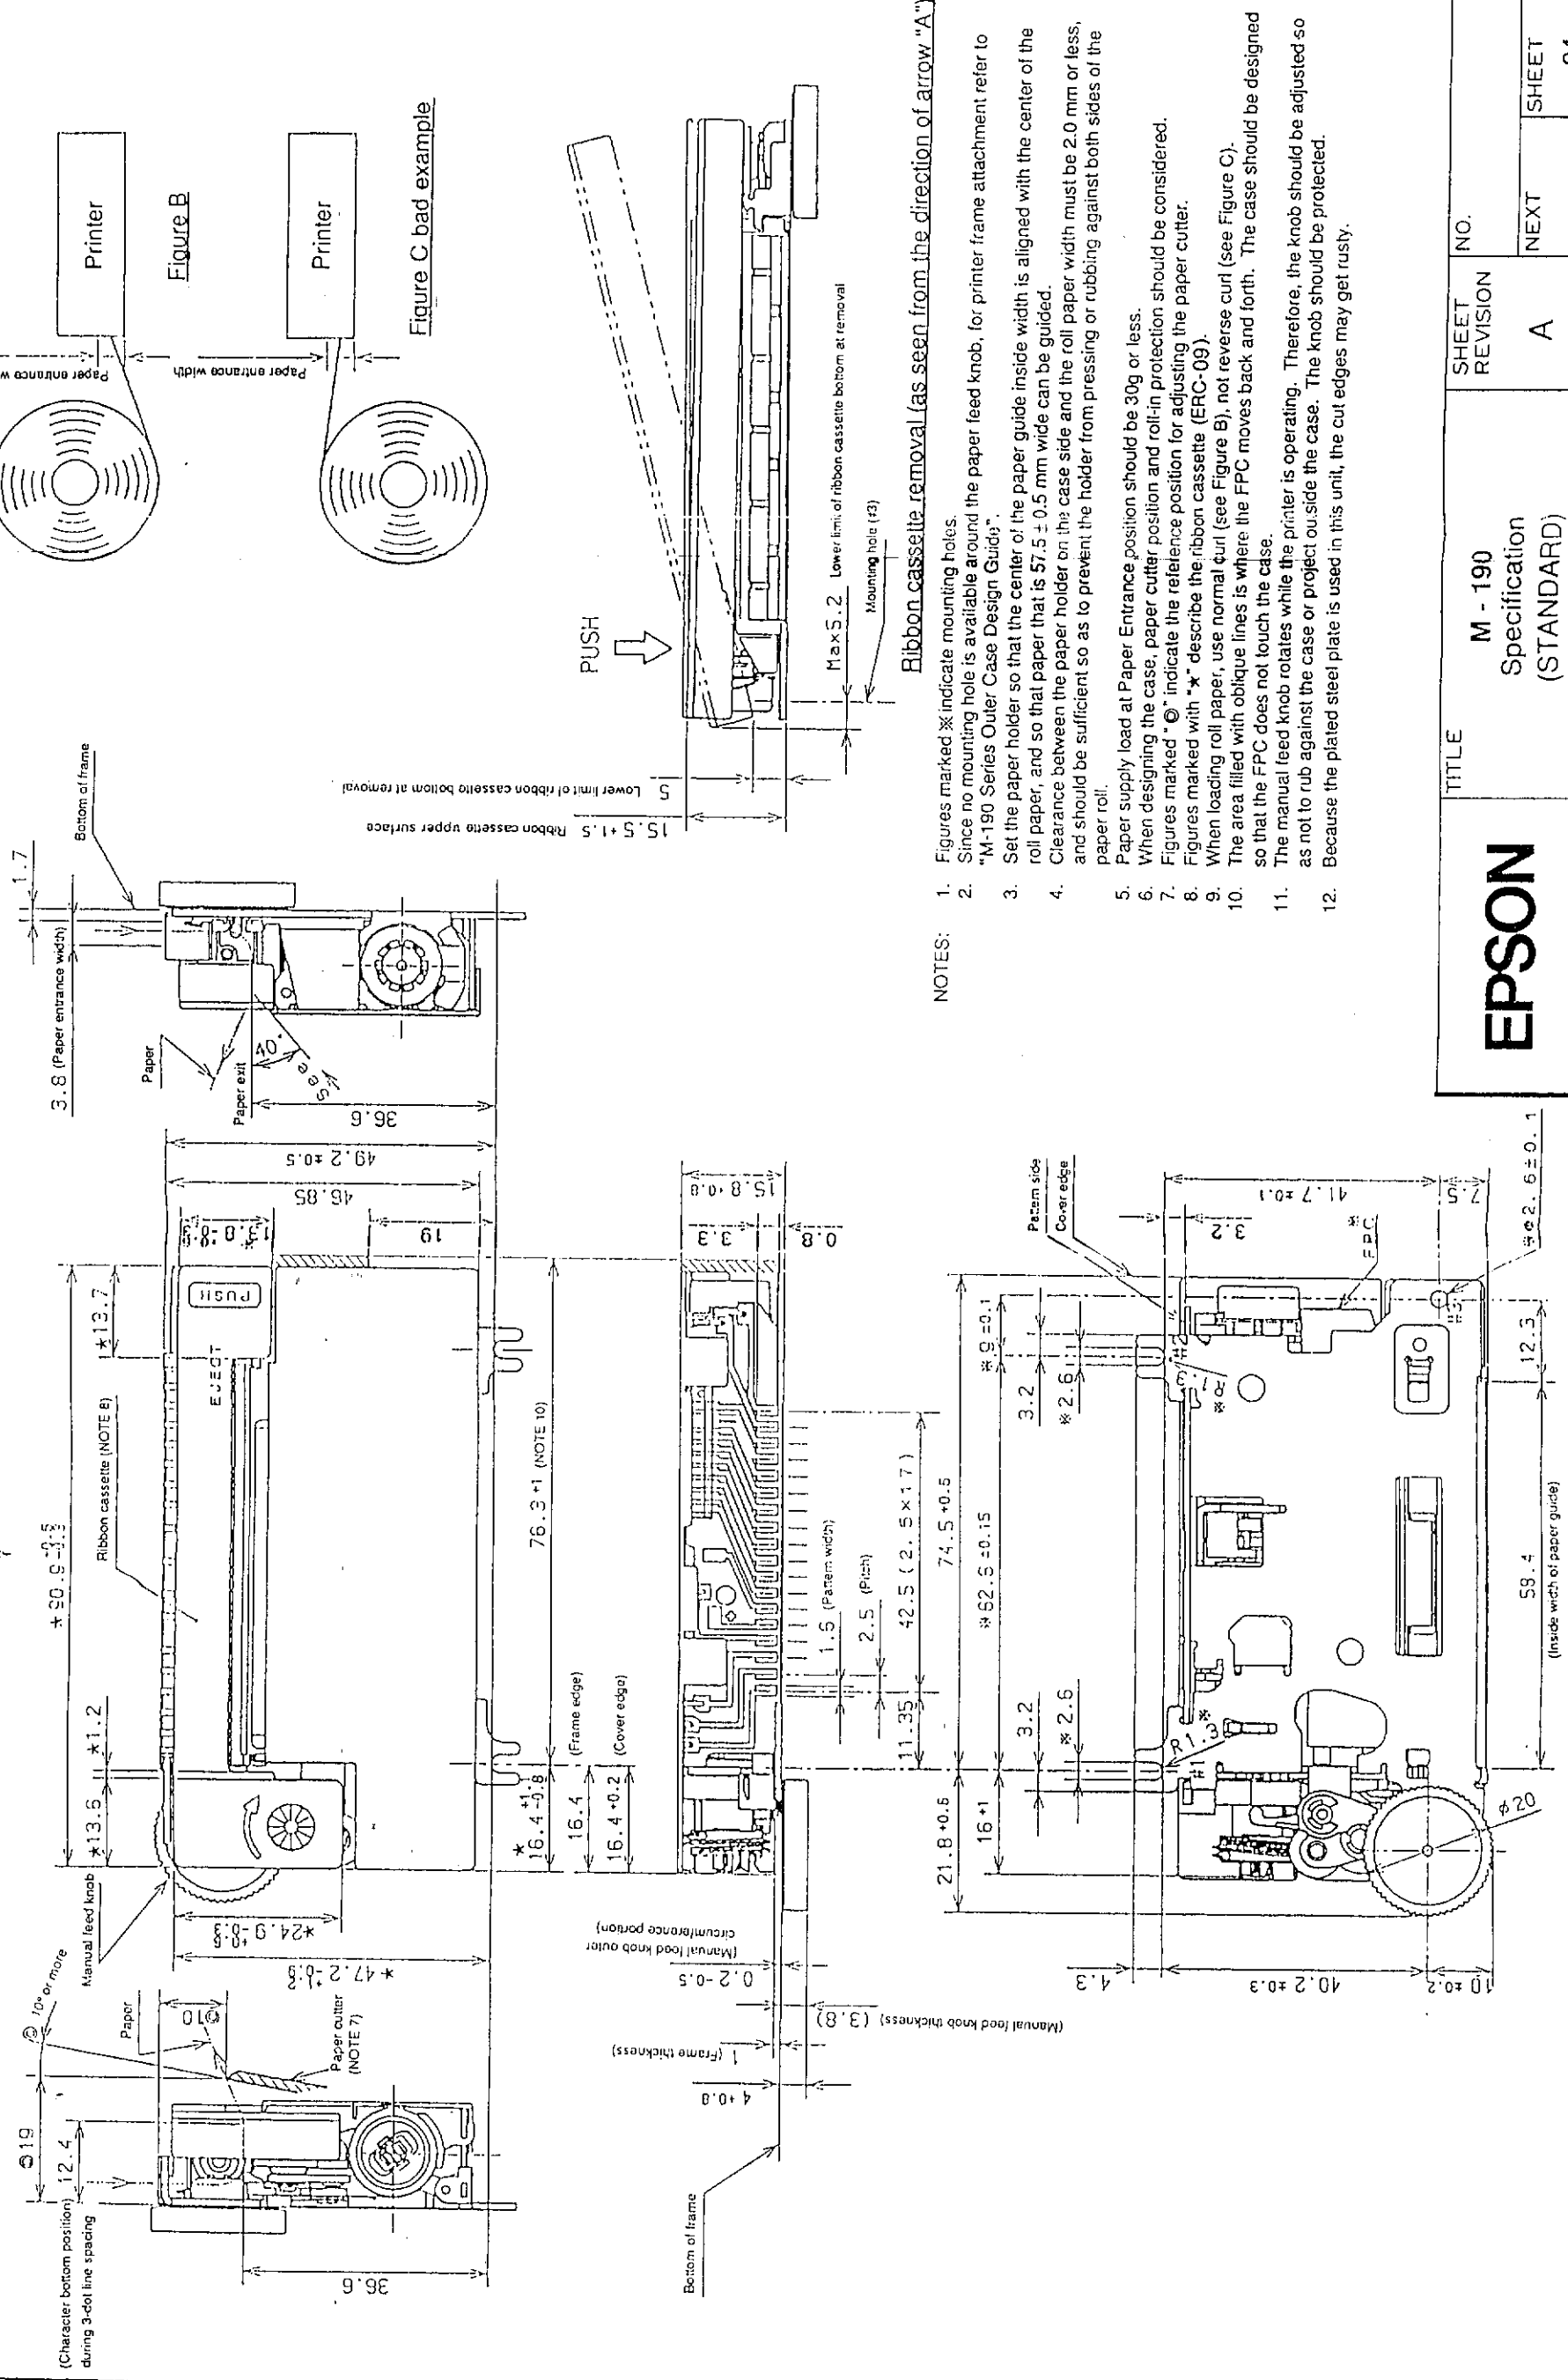 Paper entrance w
Printer
Figure B
Paper entrance width
Printer
Figure C bad example
1.7
3.8 (Paper entrance width)
Bottom of frame
Paper
Paper exit
40°
See
36.6
49.2 ±0.5
46.85
19
PUSH
15.5 +1.5 Ribbon cassette upper surface
5 Lower limit of ribbon cassette bottom at removal
Max5.2 Lower limit of ribbon cassette bottom at removal
Mounting hole (#3)
Ribbon cassette removal (as seen from the direction of arrow "A")
(Character bottom position)
during 3-dot line spacing
◎19
12.4
36.6
◎ 10° or more
Paper
◎10
Paper cutter
(NOTE 7)
Manual feed knob
★13.6
★1.2
Ribbon cassette (NOTE 8)
★13.7
PUSH
EJECT
76.3 +1 (NOTE 10)
16.4 (Frame edge)
16.4 +0.2 (Cover edge)
Bottom of frame
4 +0.8
1 (Frame thickness)
(3.8) (Manual feed knob thickness)
0.2 -0.5
(Manual feed knob outer
circumference portion)
15.8 +0.8
3.3
0.8
1.6 (Pattern width)
2.5 (Pitch)
11.35
42.5 (2.5×17)
21.8 +0.5
74.5 +0.5
16 +1
※62.6 ±0.15
※9 ±0.1
3.2
※2.6
3.2
※2.6
Pattern side
Cover edge
3.2
41.7 ±0.1
7.5
FPC
※φ2.6±0.1
4.3
40.2 ±0.3
10 ±0.2
R1.3
※
#1
#2
#3
φ20
12.3
59.4
(Inside width of paper guide)
NOTES:
1. Figures marked ※ indicate mounting holes.
2. Since no mounting hole is available around the paper feed knob, for printer frame attachment refer to
"M-190 Series Outer Case Design Guide".
3. Set the paper holder so that the center of the paper guide inside width is aligned with the center of the
roll paper, and so that paper that is 57.5 ± 0.5 mm wide can be guided.
4. Clearance between the paper holder on the case side and the roll paper width must be 2.0 mm or less,
and should be sufficient so as to prevent the holder from pressing or rubbing against both sides of the
paper roll.
5. Paper supply load at Paper Entrance position should be 30g or less.
6. When designing the case, paper cutter position and roll-in protection should be considered.
7. Figures marked "◎" indicate the reference position for adjusting the paper cutter.
8. Figures marked with "★" describe the ribbon cassette (ERC-09).
9. When loading roll paper, use normal curl (see Figure B), not reverse curl (see Figure C).
10. The area filled with oblique lines is where the FPC moves back and forth. The case should be designed
so that the FPC does not touch the case.
11. The manual feed knob rotates while the printer is operating. Therefore, the knob should be adjusted so
as not to rub against the case or project outside the case. The knob should be protected.
12. Because the plated steel plate is used in this unit, the cut edges may get rusty.
EPSON
TITLE
M - 190
Specification
(STANDARD)
SHEET
REVISION
A
NO.
NEXT
SHEET